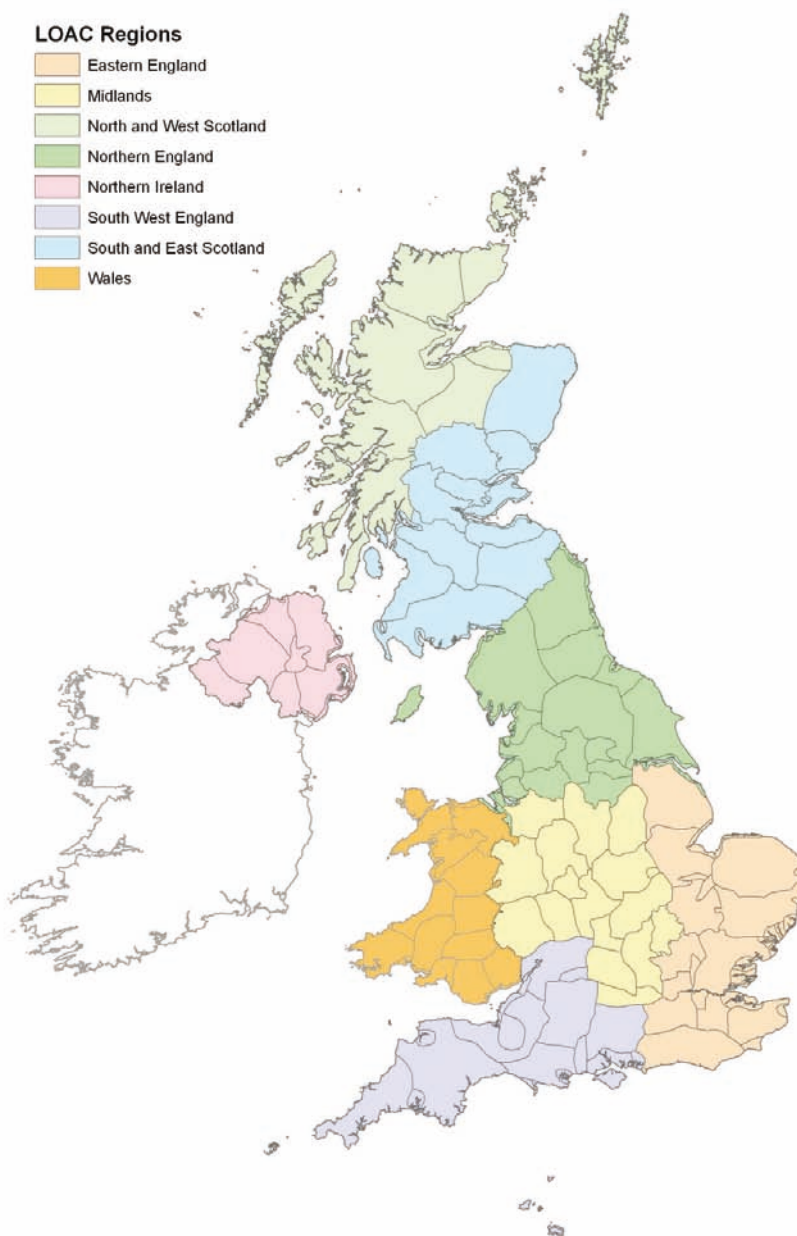 LOAC Regions
Eastern England
Midlands
North and West Scotland
Northern England
Northern Ireland
South West England
South and East Scotland
Wales